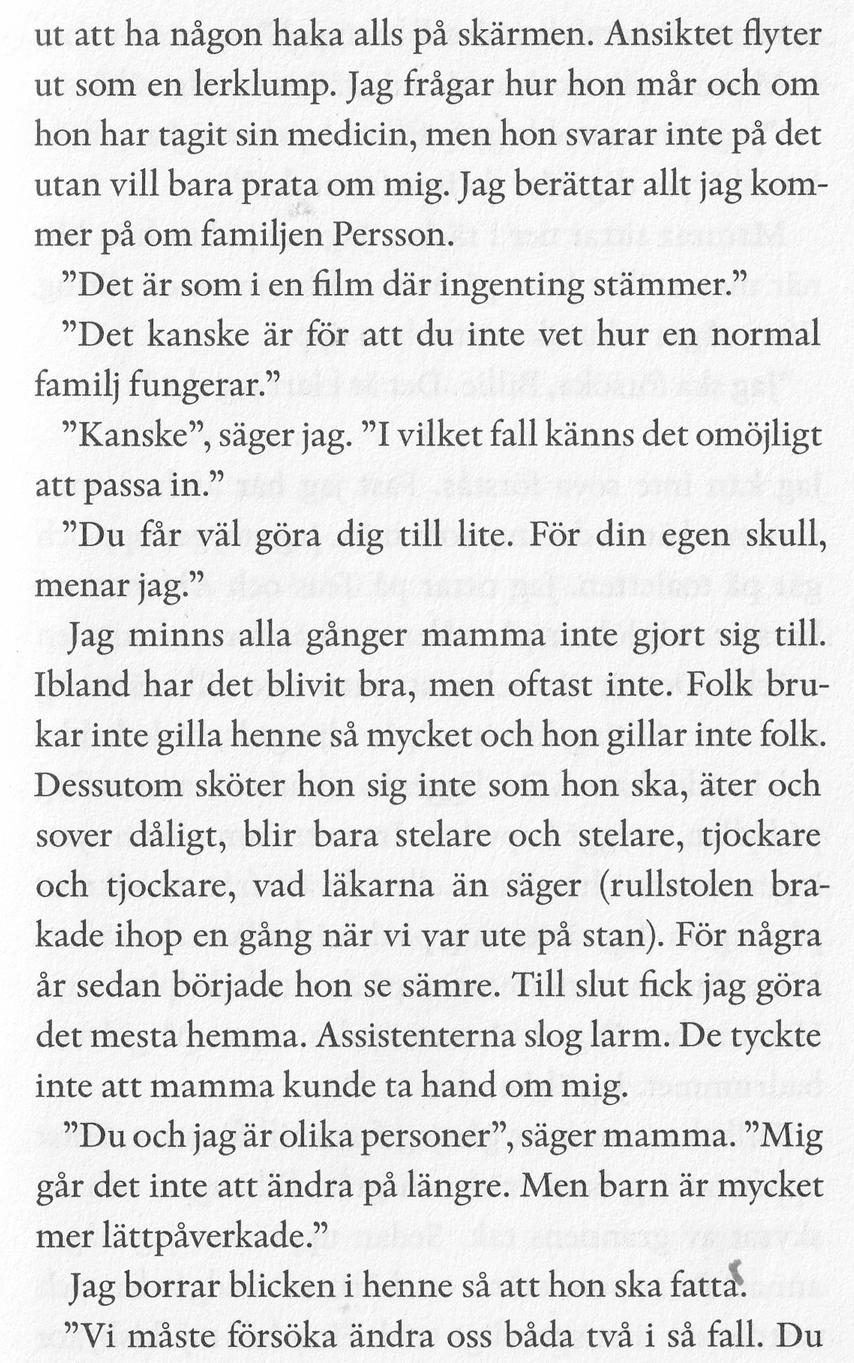 ut att ha någon haka alls på skärmen. Ansiktet flyter
ut som en lerklump. Jag frågar hur hon mår och om
hon har tagit sin medicin, men hon svarar inte på det
utan vill bara prata om mig. Jag berättar allt jag kom-
mer på om familjen Persson.
”Det är som i en film där ingenting stämmer.”
”Det kanske är för att du inte vet hur en normal
familj fungerar.”
”Kanske”, säger jag. ”I vilket fall känns det omöjligt
att passa in.”
”Du får väl göra dig till lite. För din egen skull,
menar jag.”
Jag minns alla gånger mamma inte gjort sig till.
Ibland har det blivit bra, men oftast inte. Folk bru-
kar inte gilla henne så mycket och hon gillar inte folk.
Dessutom sköter hon sig inte som hon ska, äter och
sover dåligt, blir bara stelare och stelare, tjockare
och tjockare, vad läkarna än säger (rullstolen bra-
kade ihop en gång när vi var ute på stan). För några
år sedan började hon se sämre. Till slut fick jag göra
det mesta hemma. Assistenterna slog larm. De tyckte
inte att mamma kunde ta hand om mig.
”Du och jag är olika personer”, säger mamma. ”Mig
går det inte att ändra på längre. Men barn är mycket
mer lättpåverkade.”
Jag borrar blicken i henne så att hon ska fatta.
”Vi måste försöka ändra oss båda två i så fall. Du